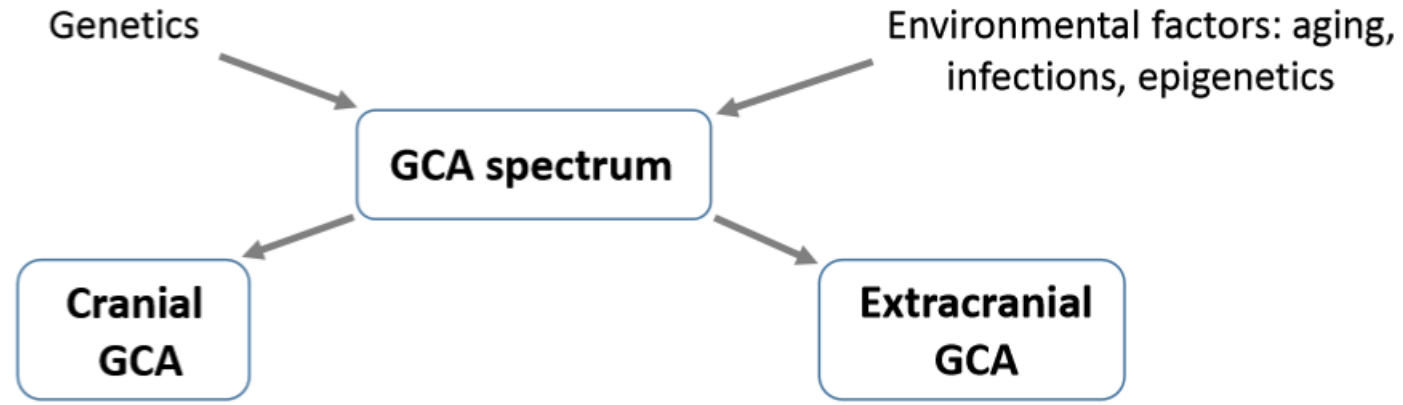 Genetics
Environmental factors: aging,
infections, epigenetics
GCA spectrum
Cranial
GCA
Extracranial
GCA